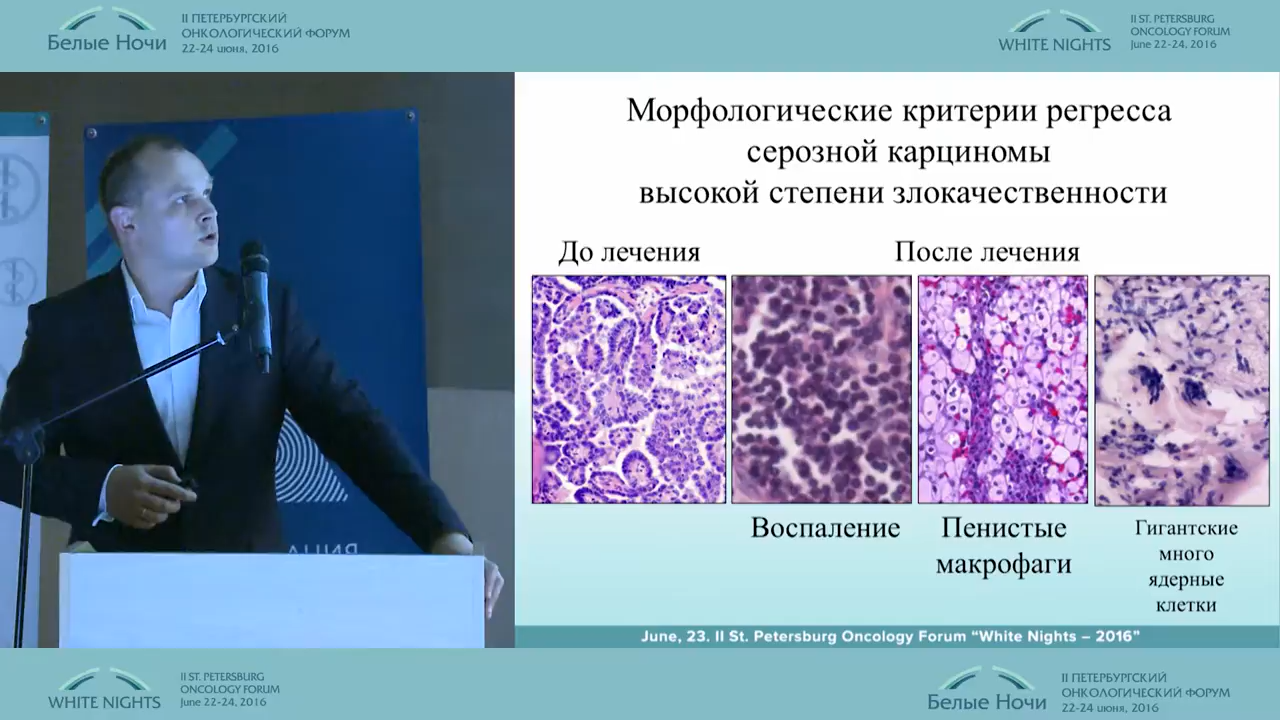 Белые Ночи
II ПЕТЕРБУРГСКИЙ
ОНКОЛОГИЧЕСКИЙ ФОРУМ
22-24 июня, 2016
WHITE NIGHTS
II ST. PETERSBURG
ONCOLOGY FORUM
June 22-24, 2016
Морфологические критерии регресса
серозной карциномы
высокой степени злокачественности
До лечения
После лечения
Воспаление
Пенистые
макрофаги
Гигантские
много
ядерные
клетки
June, 23. II St. Petersburg Oncology Forum “White Nights – 2016”
WHITE NIGHTS
II ST. PETERSBURG
ONCOLOGY FORUM
June 22-24, 2016
Белые Ночи
II ПЕТЕРБУРГСКИЙ
ОНКОЛОГИЧЕСКИЙ ФОРУМ
22-24 июня, 2016